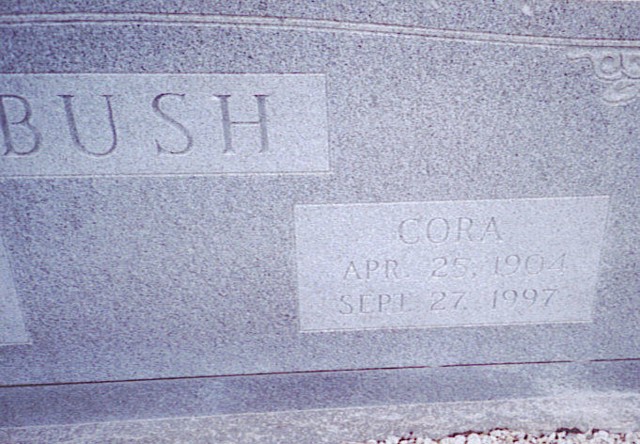 BUSH
CORA
APR. 25, 1904
SEPT. 27, 1997